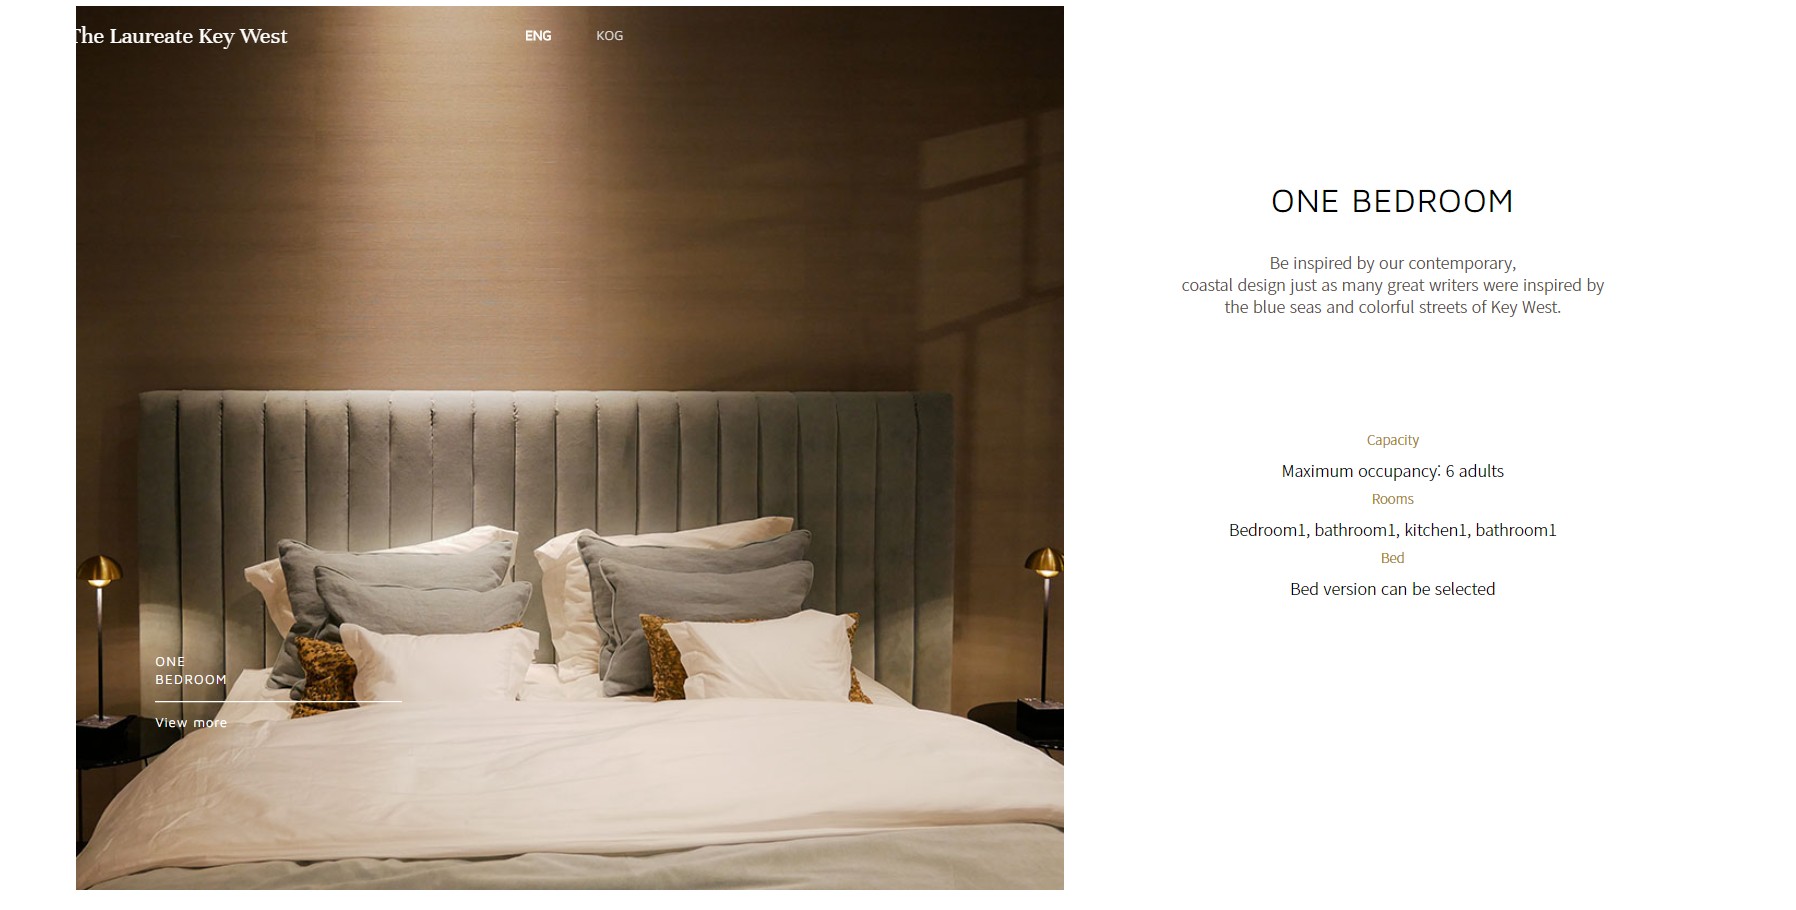 The Laureate Key West
ENG
KOG
ONE
BEDROOM
View more
ONE BEDROOM
Be inspired by our contemporary,
coastal design just as many great writers were inspired by
the blue seas and colorful streets of Key West.
Capacity
Maximum occupancy: 6 adults
Rooms
Bedroom1, bathroom1, kitchen1, bathroom1
Bed
Bed version can be selected